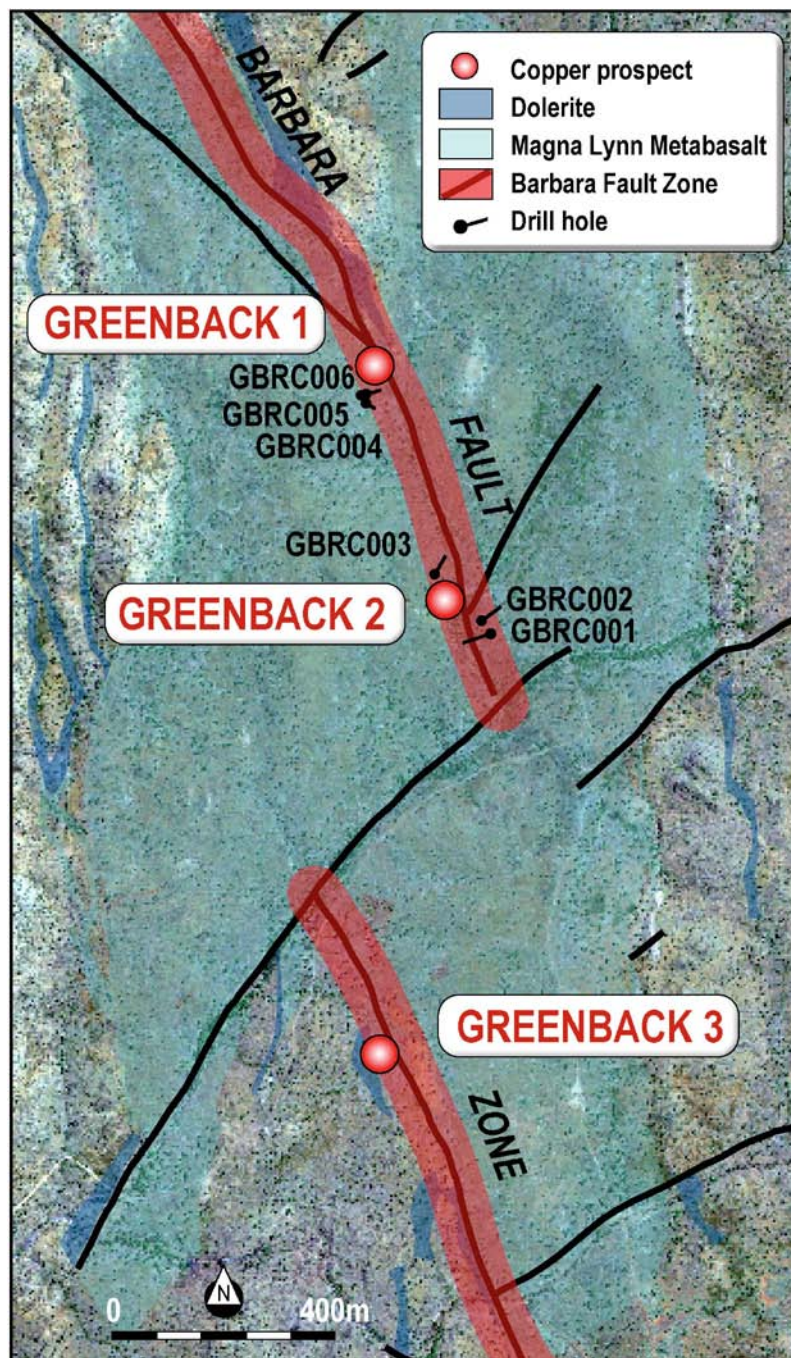 Copper prospect
Dolerite
Magna Lynn Metabasalt
Barbara Fault Zone
Drill hole
BARBARA
GREENBACK 1
GBRC006
GBRC005
GBRC004
FAULT
GBRC003
GREENBACK 2
GBRC002
GBRC001
GREENBACK 3
ZONE
N
0 400m